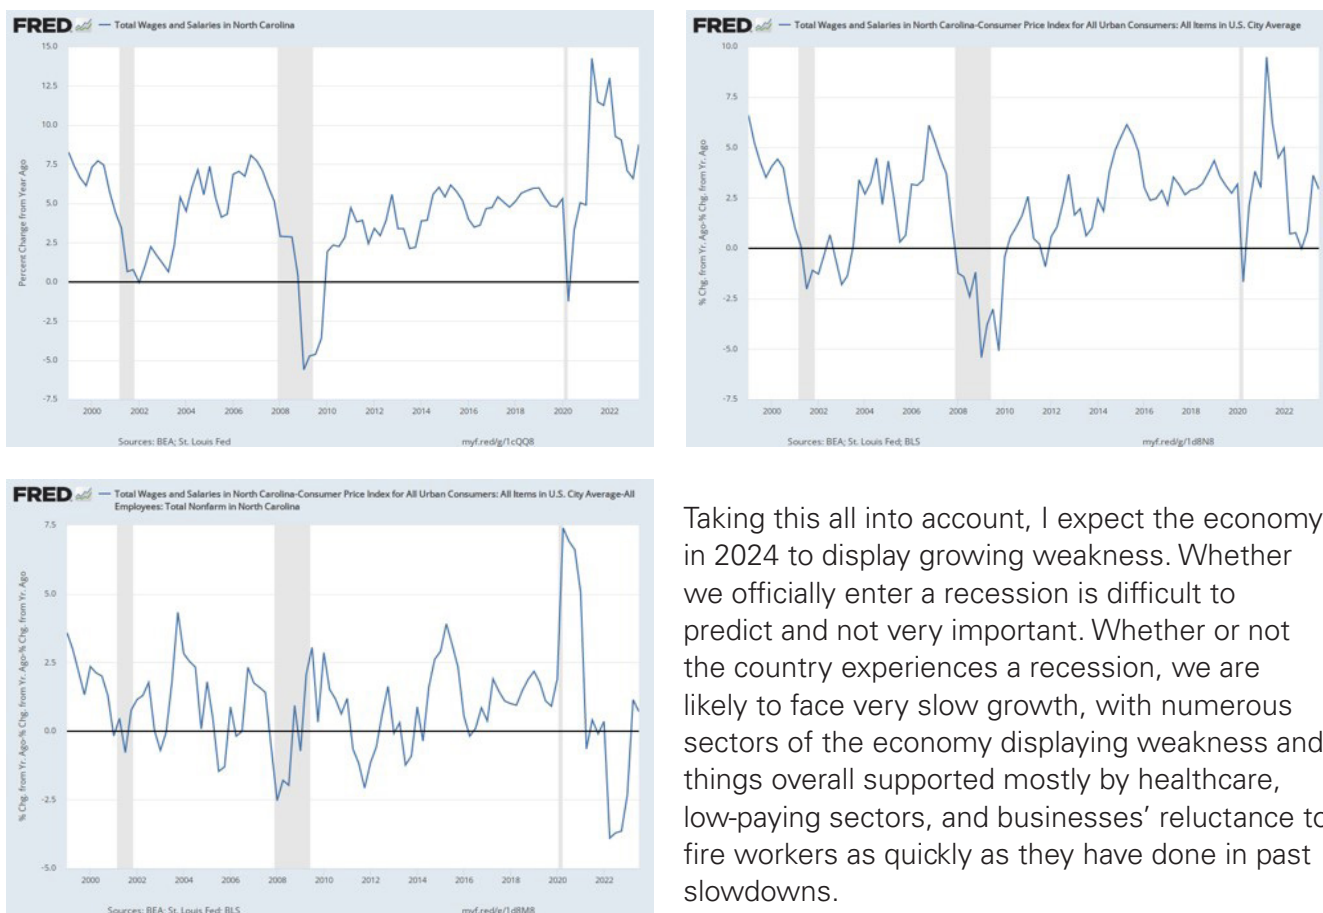 FRED — Total Wages and Salaries in North Carolina
15.0
12.5
10.0
7.5
5.0
2.5
0.0
-2.5
-5.0
-7.5
Percent Change from Year Ago
2000 2002 2004 2006 2008 2010 2012 2014 2016 2018 2020 2022
Sources: BEA; St. Louis Fed myf.red/g/1cQQ8
FRED — Total Wages and Salaries in North Carolina-Consumer Price Index for All Urban Consumers: All Items in U.S. City Average
10.0
7.5
5.0
2.5
0.0
-2.5
-5.0
-7.5
% Chg. from Yr. Ago-% Chg. from Yr. Ago
2000 2002 2004 2006 2008 2010 2012 2014 2016 2018 2020 2022
Sources: BEA; St. Louis Fed; BLS myf.red/g/1d8N8
FRED — Total Wages and Salaries in North Carolina-Consumer Price Index for All Urban Consumers: All Items in U.S. City Average-All
Employees: Total Nonfarm in North Carolina
7.5
5.0
2.5
0.0
-2.5
-5.0
% Chg. from Yr. Ago-% Chg. from Yr. Ago-% Chg. from Yr. Ago
2000 2002 2004 2006 2008 2010 2012 2014 2016 2018 2020 2022
Sources: BEA; St. Louis Fed; BLS myf.red/g/1d8M8
Taking this all into account, I expect the economy
in 2024 to display growing weakness. Whether
we officially enter a recession is difficult to
predict and not very important. Whether or not
the country experiences a recession, we are
likely to face very slow growth, with numerous
sectors of the economy displaying weakness and
things overall supported mostly by healthcare,
low-paying sectors, and businesses’ reluctance to
fire workers as quickly as they have done in past
slowdowns.